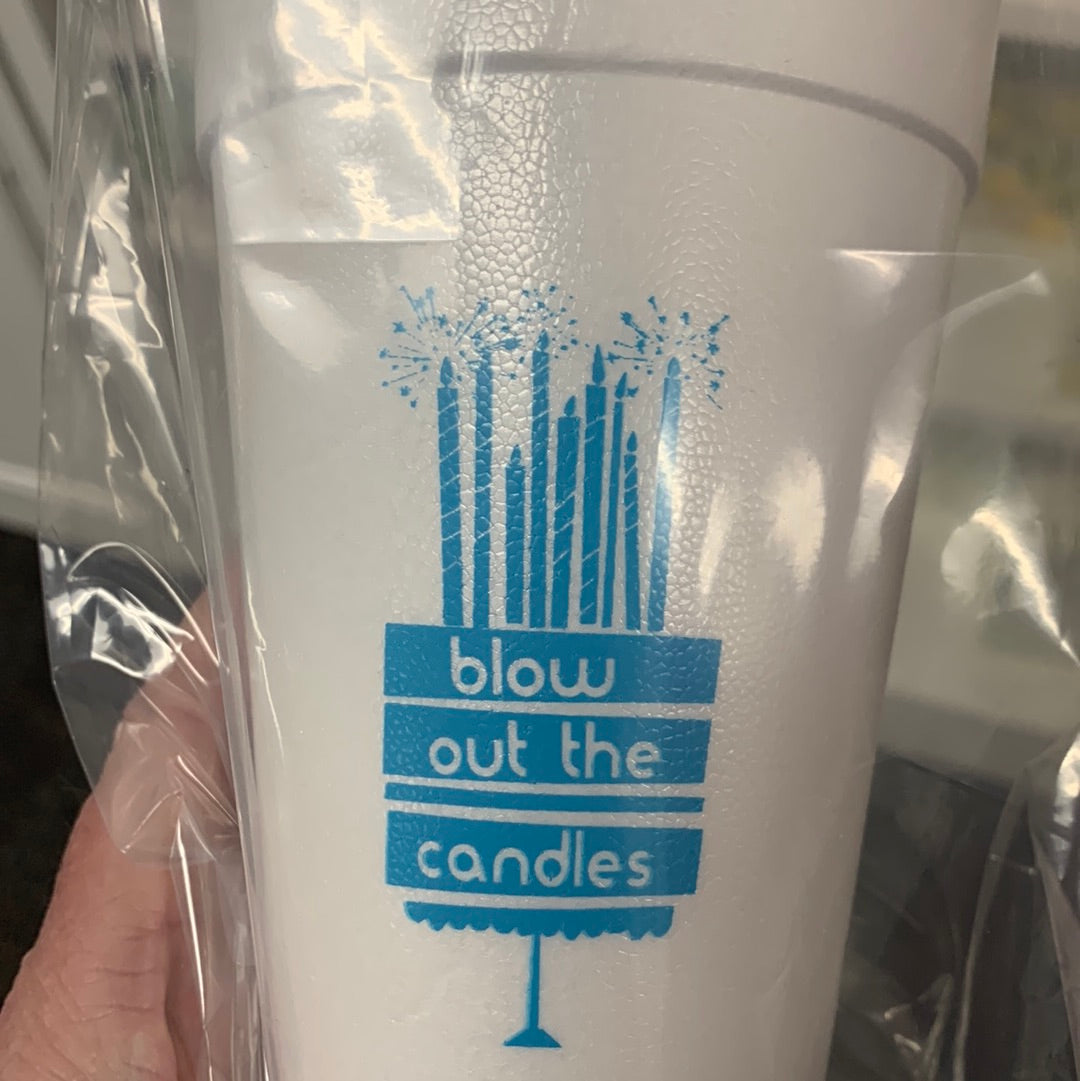 blow
out the
candles